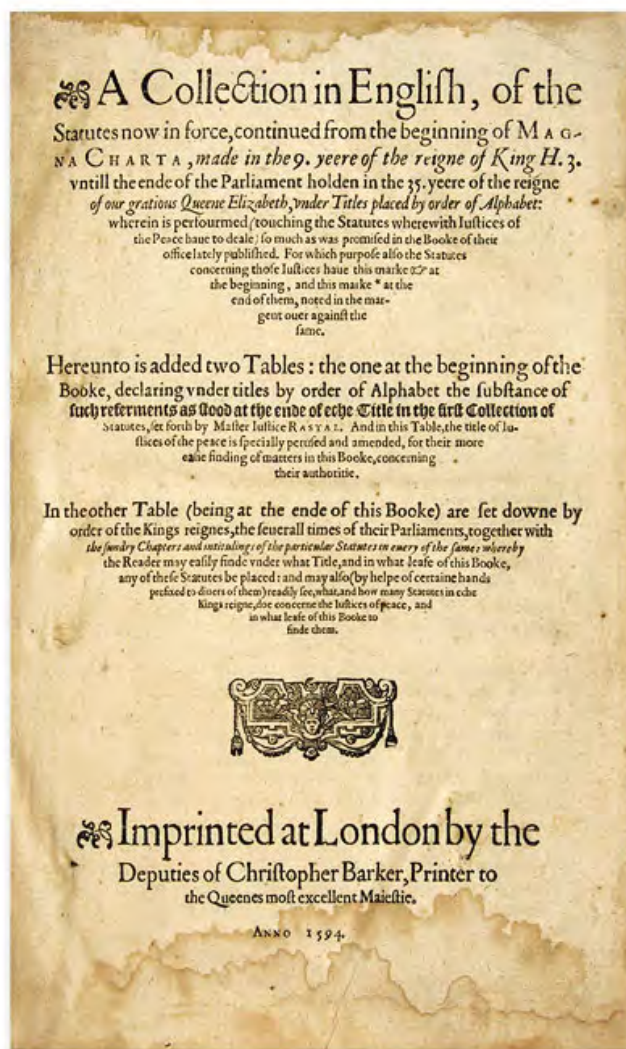 A Collection in Engliſh, of the
Statutes now in force, continued from the beginning of MAG-
NA CHARTA, made in the 9. yeere of the reigne of King H. 3.
vntill the ende of the Parliament holden in the 35. yeere of the reigne
of our gratious Queene Elizabeth, vnder Titles placed by order of Alphabet:
wherein is perfourmed (touching the Statutes wherewith Iuſtices of
the Peace haue to deale) ſo much as was promiſed in the Booke of their
office lately publiſhed. For which purpoſe alſo the Statutes
concerning thoſe Iuſtices haue this marke ☞ at
the beginning, and this marke * at the
end of them, noted in the mar-
gent ouer againſt the
ſame.
Hereunto is added two Tables: the one at the beginning of the
Booke, declaring vnder titles by order of Alphabet the ſubſtance of
ſuch referments as ſtood at the ende of eche Title in the firſt Collection of
Statutes, ſet forth by Maſter Iuſtice RASTAL. And in this Table, the title of Iu-
ſtices of the peace is ſpecially peruſed and amended, for their more
eaſie finding of matters in this Booke, concerning
their authoritie.
In the other Table (being at the ende of this Booke) are ſet downe by
order of the Kings reignes, the ſeuerall times of their Parliaments, together with
the ſundry Chapters and intitulings of the particular Statutes in euery of the ſame: whereby
the Reader may eaſily finde vnder what Title, and in what leafe of this Booke,
any of theſe Statutes be placed: and may alſo (by helpe of certaine hands
prefixed to diuers of them) readily ſee, what, and how many Statutes in eche
Kings reigne, doe concerne the Iuſtices of peace, and
in what leafe of this Booke to
finde them.
Imprinted at London by the
Deputies of Chriſtopher Barker, Printer to
the Queenes moſt excellent Maieſtie.
ANNO 1594.